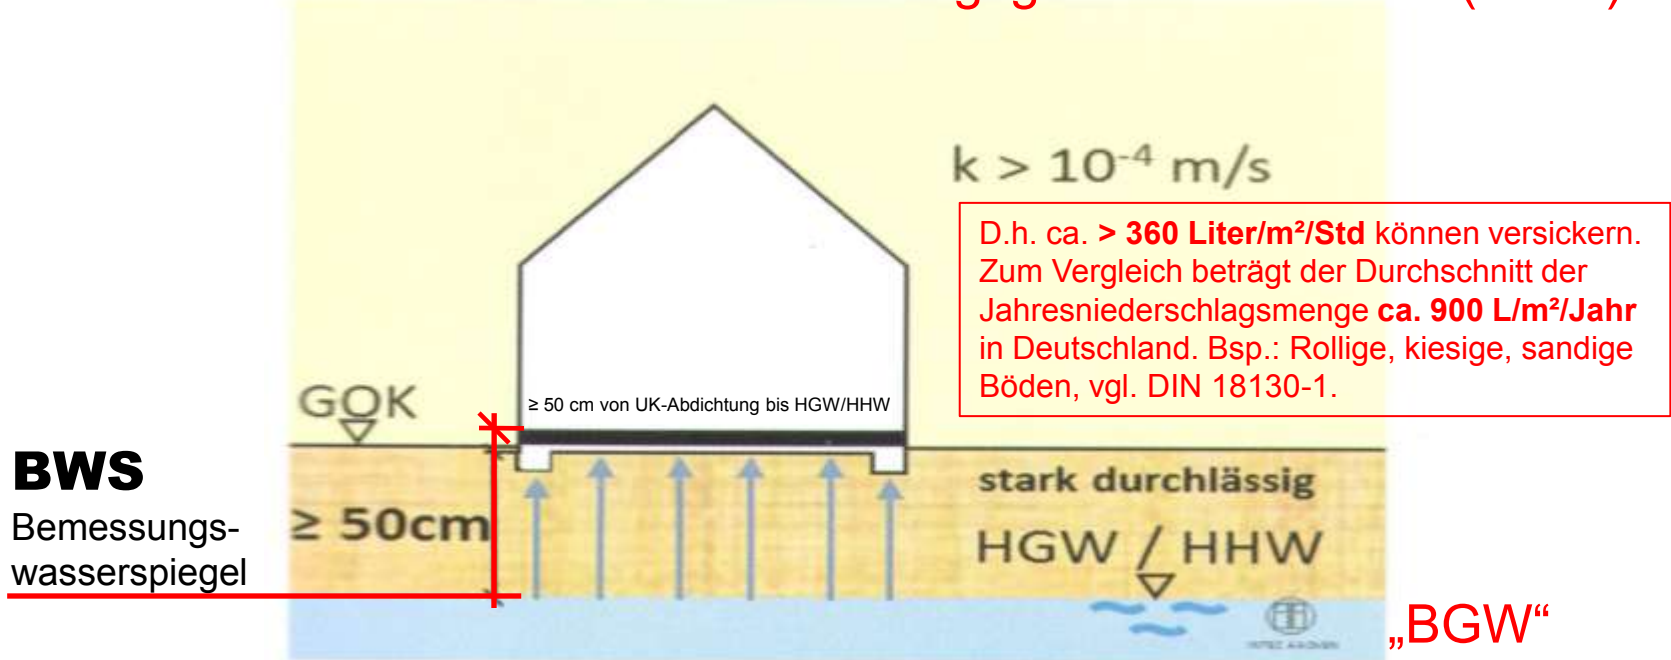 k > 10⁻⁴ m/s
D.h. ca. > 360 Liter/m²/Std können versickern.
Zum Vergleich beträgt der Durchschnitt der
Jahresniederschlagsmenge ca. 900 L/m²/Jahr
in Deutschland. Bsp.: Rollige, kiesige, sandige
Böden, vgl. DIN 18130-1.
GOK
≥ 50 cm von UK-Abdichtung bis HGW/HHW
BWS
Bemessungs-
wasserspiegel
≥ 50cm
stark durchlässig
HGW / HHW
„BGW“